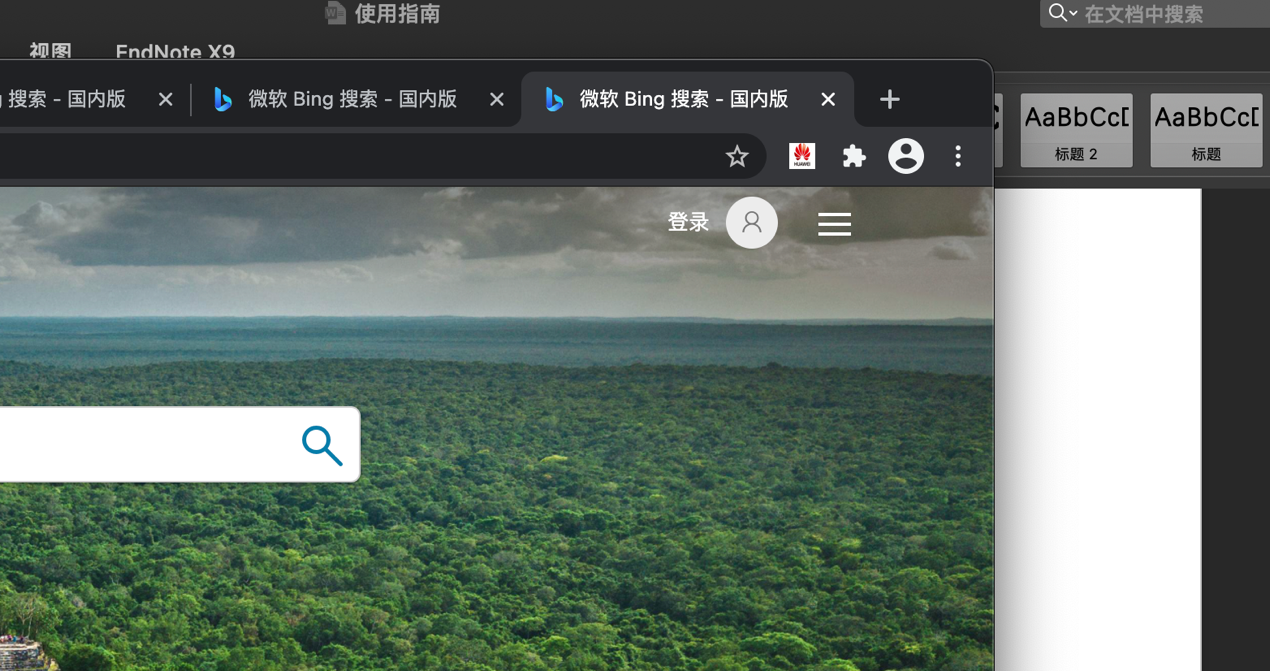 使用指南
在文档中搜索
视图 EndNote X9
搜索 - 国内版
微软 Bing 搜索 - 国内版
微软 Bing 搜索 - 国内版
AaBbCcD
AaBbCcD
标题 2
标题
HUAWEI
登录